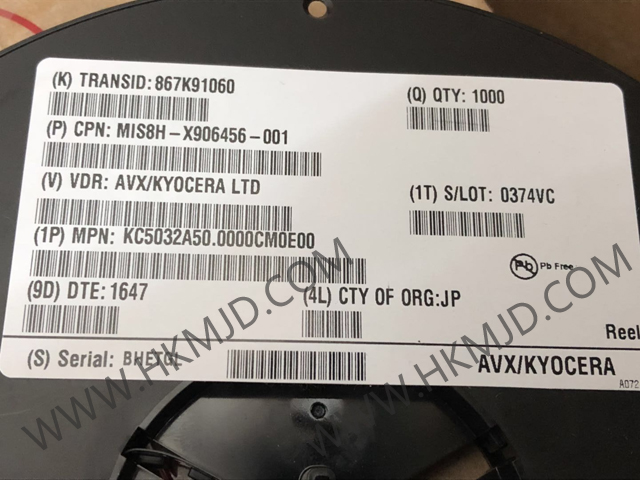 (K) TRANSID: 867K91060
(Q) QTY: 1000
(P) CPN: MIS8H-X906456-001
(V) VDR: AVX/KYOCERA LTD
(1T) S/LOT: 0374VC
(1P) MPN: KC5032A50.0000CM0E00
Pb Pb Free
(9D) DTE: 1647
(4L) CTY OF ORG:JP
Reel
(S) Serial:
AVX/KYOCERA
A072
WWW.HKMJD.COM
WWW.HKMJD.COM